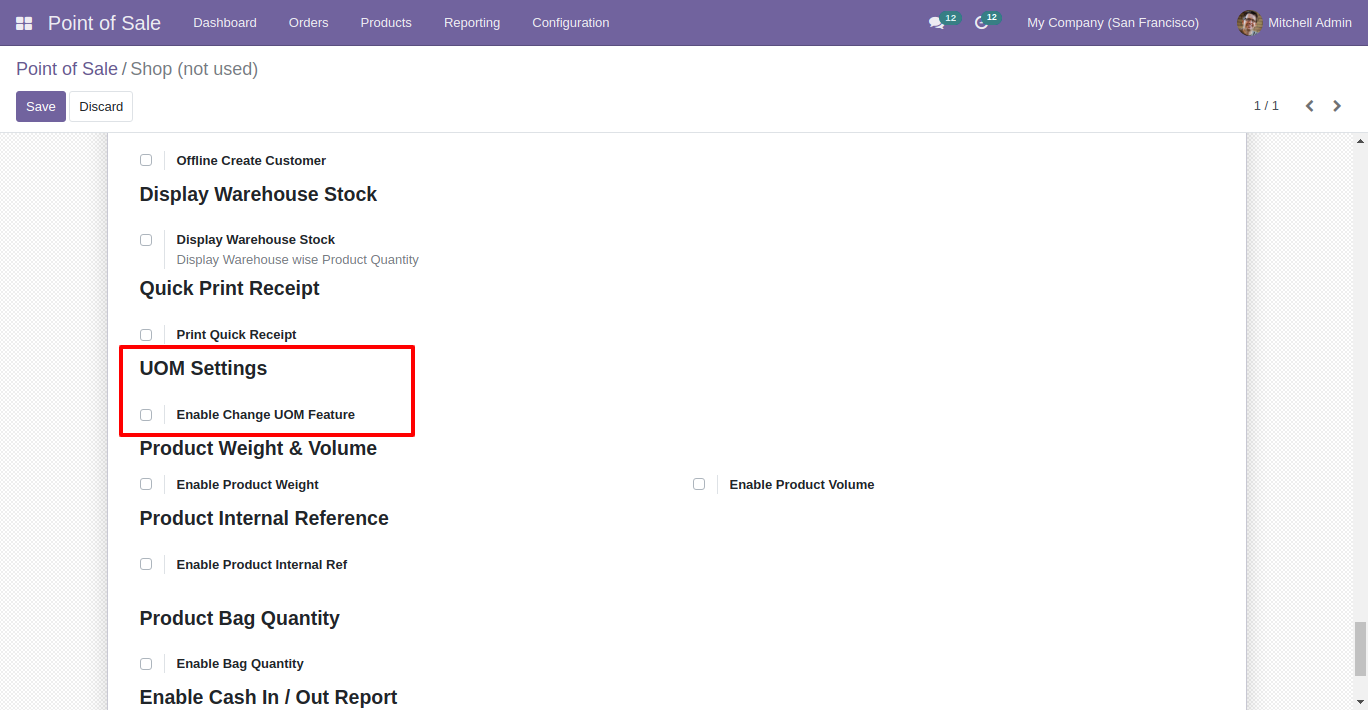 Point of Sale Dashboard Orders Products Reporting Configuration 12 12 My Company (San Francisco) Mitchell Admin
Point of Sale / Shop (not used)
Save Discard 1 / 1
Offline Create Customer
Display Warehouse Stock
Display Warehouse Stock
Display Warehouse wise Product Quantity
Quick Print Receipt
Print Quick Receipt
UOM Settings
Enable Change UOM Feature
Product Weight & Volume
Enable Product Weight Enable Product Volume
Product Internal Reference
Enable Product Internal Ref
Product Bag Quantity
Enable Bag Quantity
Enable Cash In / Out Report